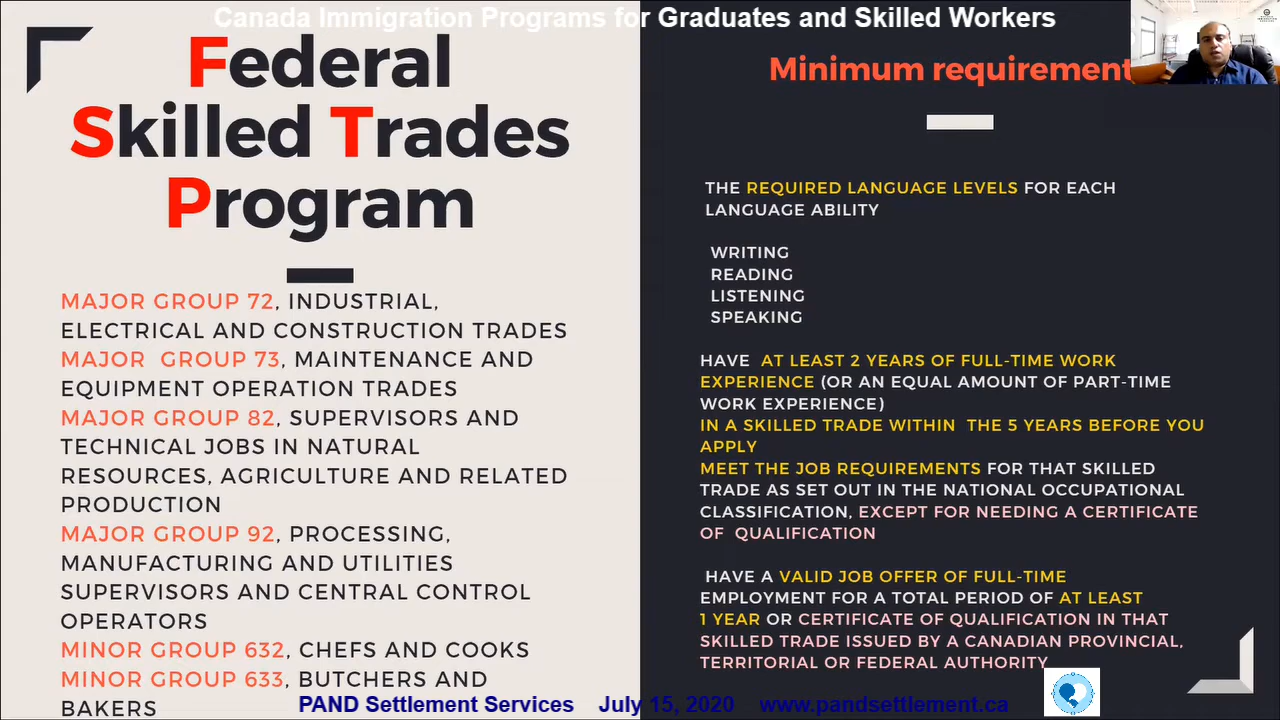 Canada Immigration Programs for Graduates and Skilled Workers
Federal
Skilled Trades
Program
MAJOR GROUP 72, INDUSTRIAL,
ELECTRICAL AND CONSTRUCTION TRADES
MAJOR GROUP 73, MAINTENANCE AND
EQUIPMENT OPERATION TRADES
MAJOR GROUP 82, SUPERVISORS AND
TECHNICAL JOBS IN NATURAL
RESOURCES, AGRICULTURE AND RELATED
PRODUCTION
MAJOR GROUP 92, PROCESSING,
MANUFACTURING AND UTILITIES
SUPERVISORS AND CENTRAL CONTROL
OPERATORS
MINOR GROUP 632, CHEFS AND COOKS
MINOR GROUP 633, BUTCHERS AND
BAKERS
Minimum requirement
THE REQUIRED LANGUAGE LEVELS FOR EACH
LANGUAGE ABILITY
WRITING
READING
LISTENING
SPEAKING
HAVE AT LEAST 2 YEARS OF FULL-TIME WORK
EXPERIENCE (OR AN EQUAL AMOUNT OF PART-TIME
WORK EXPERIENCE)
IN A SKILLED TRADE WITHIN THE 5 YEARS BEFORE YOU
APPLY
MEET THE JOB REQUIREMENTS FOR THAT SKILLED
TRADE AS SET OUT IN THE NATIONAL OCCUPATIONAL
CLASSIFICATION, EXCEPT FOR NEEDING A CERTIFICATE
OF QUALIFICATION
HAVE A VALID JOB OFFER OF FULL-TIME
EMPLOYMENT FOR A TOTAL PERIOD OF AT LEAST
1 YEAR OR CERTIFICATE OF QUALIFICATION IN THAT
SKILLED TRADE ISSUED BY A CANADIAN PROVINCIAL,
TERRITORIAL OR FEDERAL AUTHORITY
PAND Settlement Services July 15, 2020 www.pandsettlement.ca